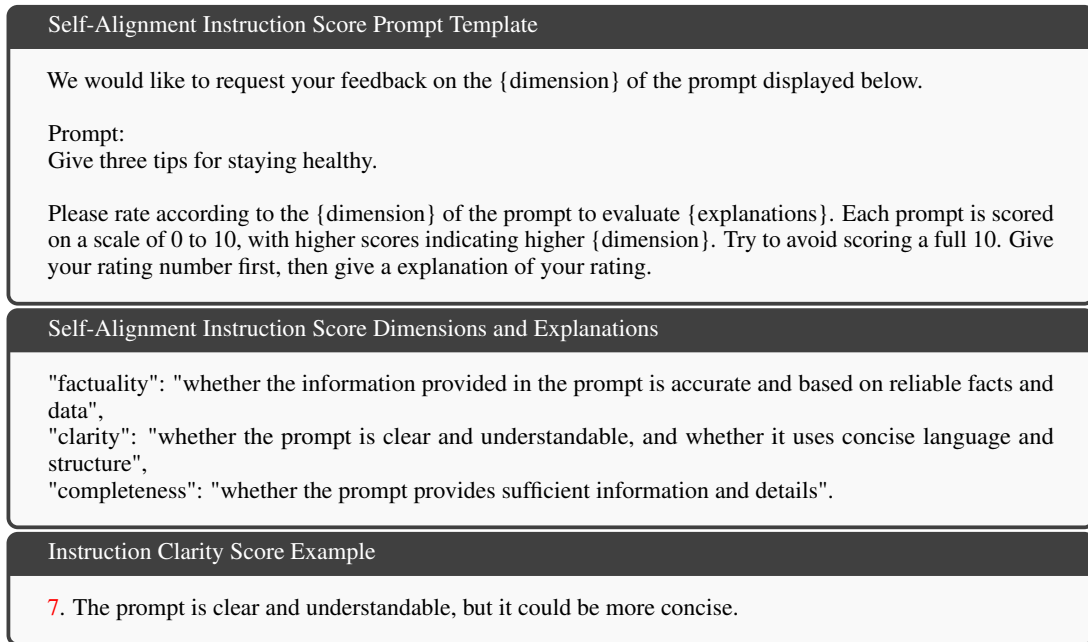 Self-Alignment Instruction Score Prompt Template
We would like to request your feedback on the {dimension} of the prompt displayed below.
Prompt:
Give three tips for staying healthy.
Please rate according to the {dimension} of the prompt to evaluate {explanations}. Each prompt is scored
on a scale of 0 to 10, with higher scores indicating higher {dimension}. Try to avoid scoring a full 10. Give
your rating number first, then give a explanation of your rating.
Self-Alignment Instruction Score Dimensions and Explanations
"factuality": "whether the information provided in the prompt is accurate and based on reliable facts and
data",
"clarity": "whether the prompt is clear and understandable, and whether it uses concise language and
structure",
"completeness": "whether the prompt provides sufficient information and details".
Instruction Clarity Score Example
7. The prompt is clear and understandable, but it could be more concise.